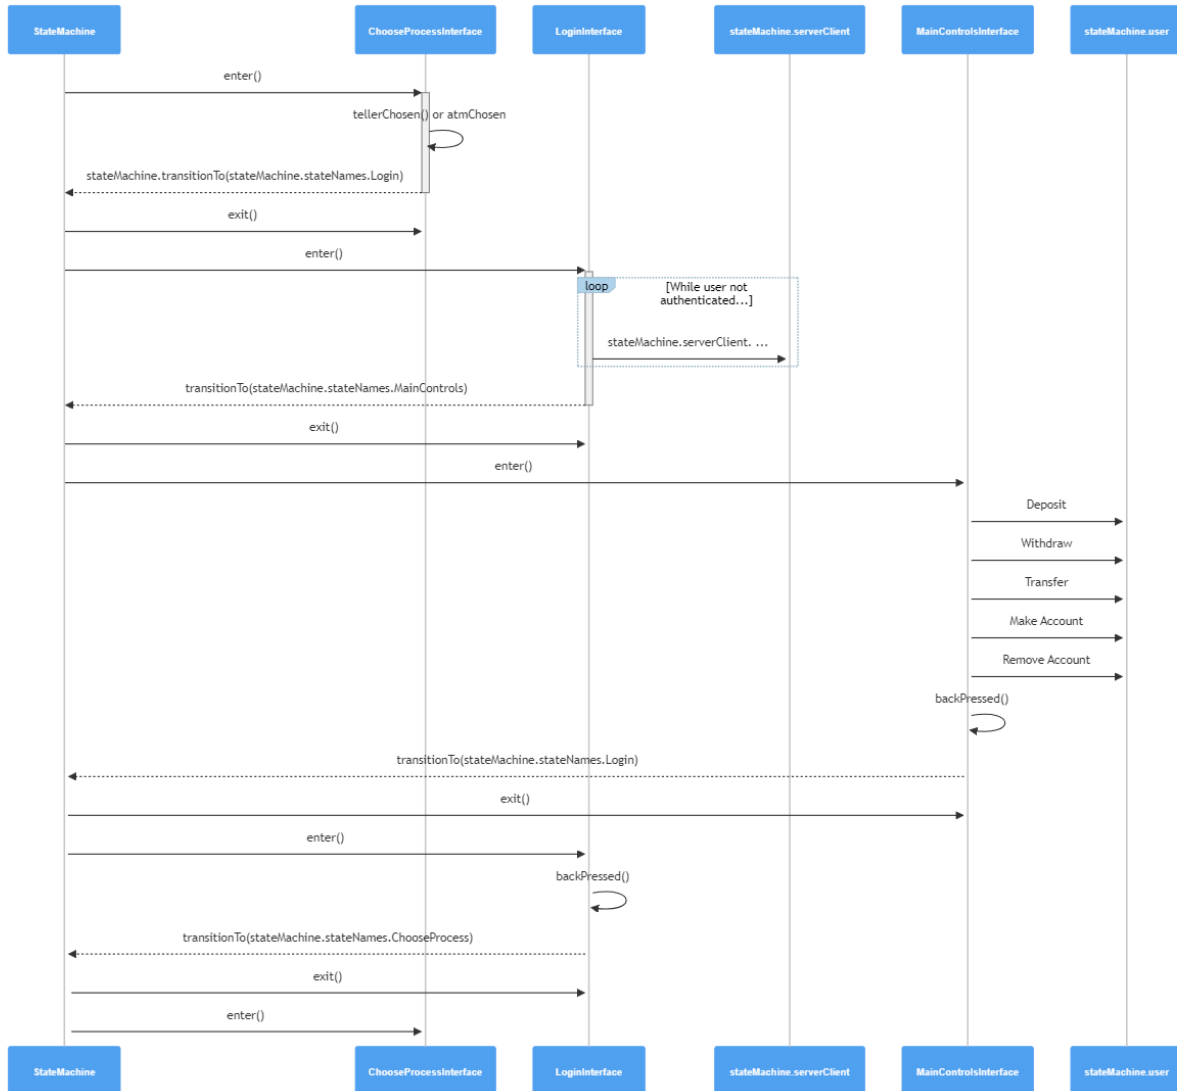 StateMachine
ChooseProcessInterface
LoginInterface
stateMachine.serverClient
MainControlsInterface
stateMachine.user
enter()
tellerChosen() or atmChosen
stateMachine.transitionTo(stateMachine.stateNames.Login)
exit()
enter()
loop
[While user not
authenticated...]
stateMachine.serverClient. ...
transitionTo(stateMachine.stateNames.MainControls)
exit()
enter()
Deposit
Withdraw
Transfer
Make Account
Remove Account
backPressed()
transitionTo(stateMachine.stateNames.Login)
exit()
enter()
backPressed()
transitionTo(stateMachine.stateNames.ChooseProcess)
exit()
enter()
StateMachine
ChooseProcessInterface
LoginInterface
stateMachine.serverClient
MainControlsInterface
stateMachine.user